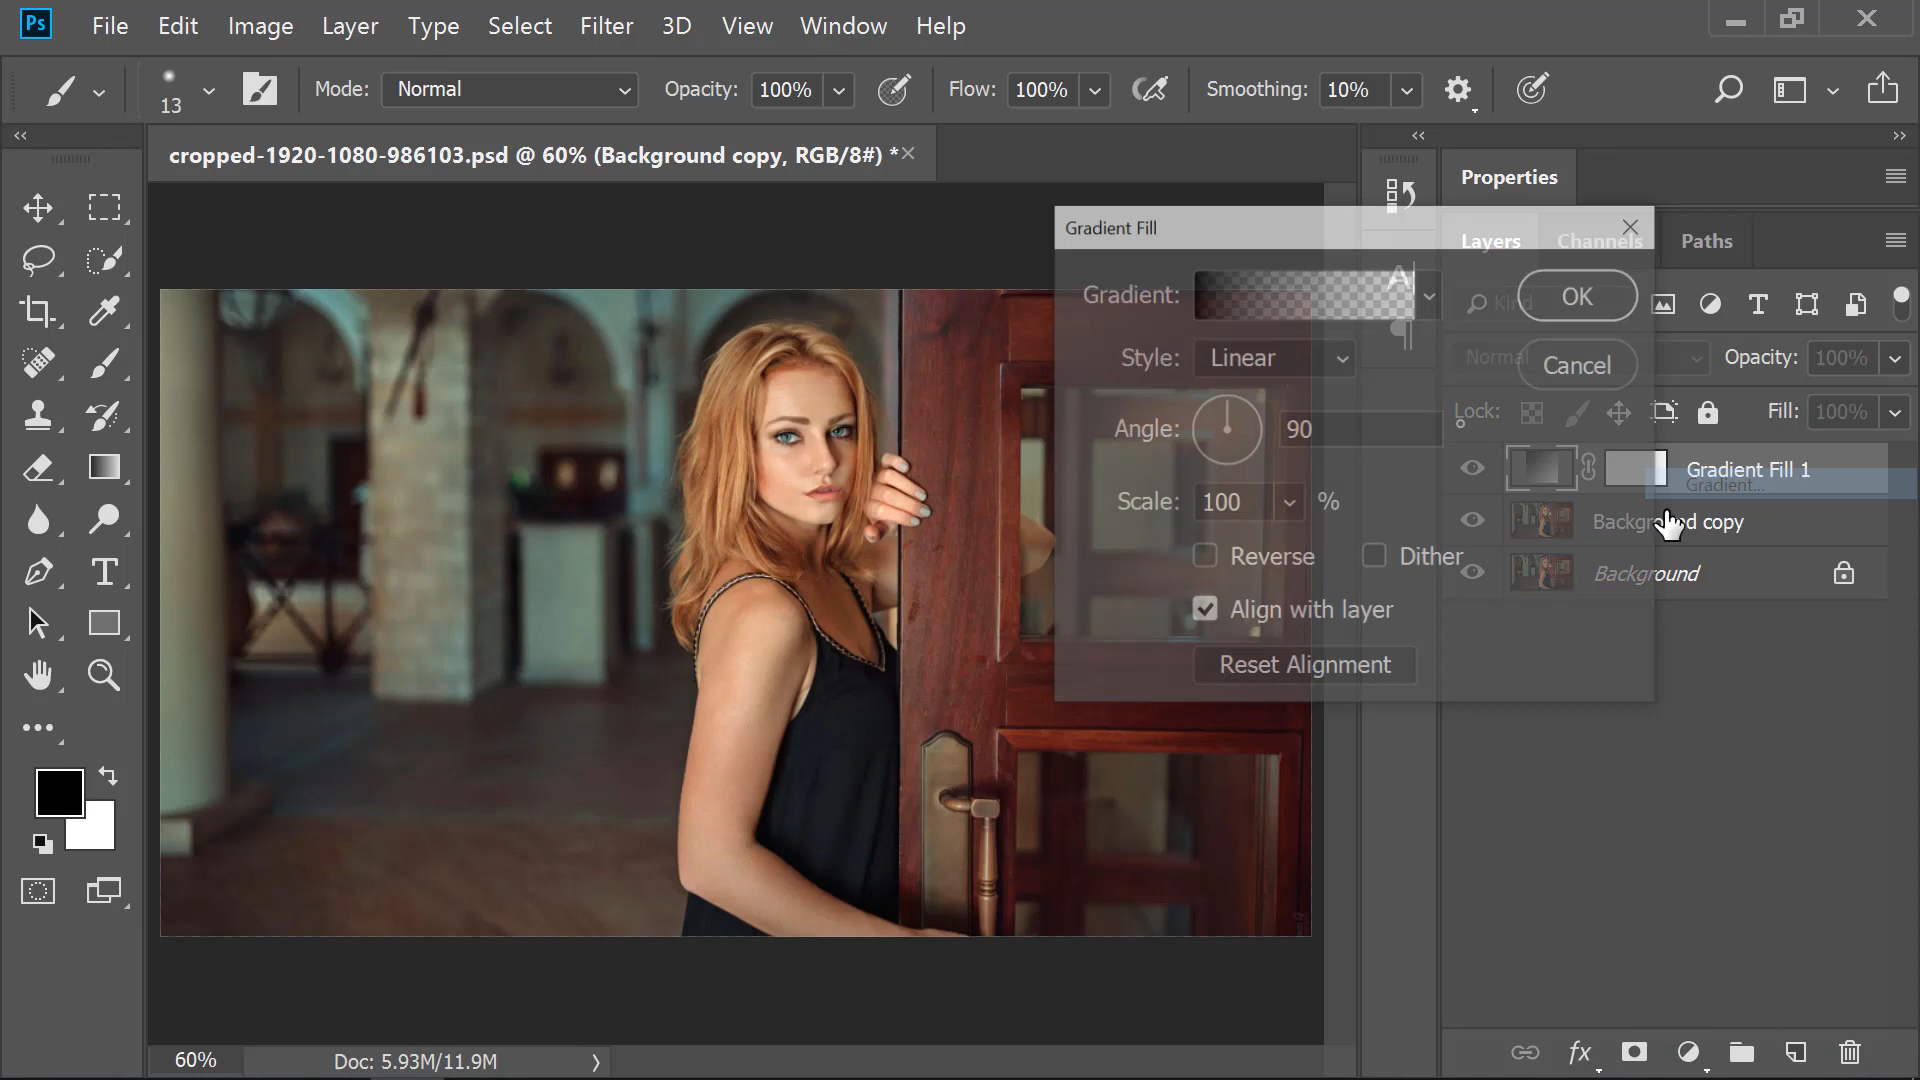 Ps File Edit Image Layer Type Select Filter 3D View Window Help
13 Mode: Normal Opacity: 100% Flow: 100% Smoothing: 10%
cropped-1920-1080-986103.psd @ 60% (Background copy, RGB/8#) *
Properties
Gradient Fill
Layers Channels Paths
Gradient:
OK
Kind
Style: Linear
Cancel
Normal
Opacity: 100%
Lock:
Fill: 100%
Angle: 90
Gradient Fill 1
Gradient...
Scale: 100 %
Background copy
Reverse Dither
Background
Align with layer
Reset Alignment
60% Doc: 5.93M/11.9M
fx